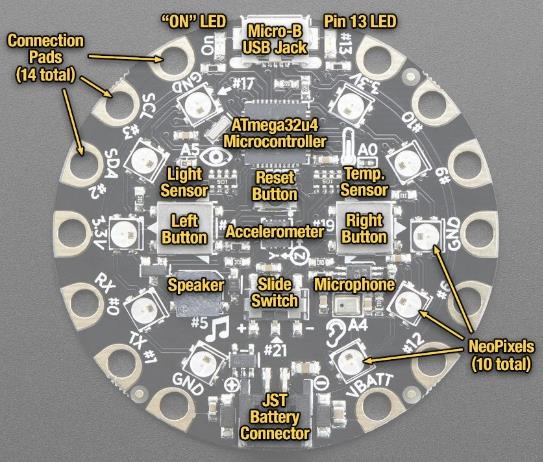 "ON" LED
Micro-B
USB Jack
Pin 13 LED
Connection
Pads
(14 total)
ON
#13
GND
#17
3.3V
SCL
#3
#10
ATmega32u4
Microcontroller
A5
A0
SDA
#2
Light
Sensor
Reset
Button
Temp.
Sensor
#9
3.3V
Left
Button
#4
Accelerometer
#19
Right
Button
GND
Y
Z
RX
#0
Speaker
Slide
Switch
Microphone
#5
+
-
A4
#21
TX
#1
#12
NeoPixels
(10 total)
GND
VBATT
JST
Battery
Connector